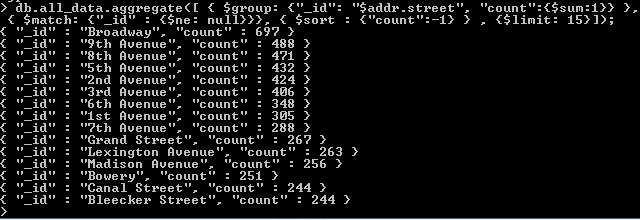 > db.all_data.aggregate([ { $group: {"_id": "$addr.street", "count":{$sum:1}} },
{ $match: {"_id" : {$ne: null}}}, { $sort : {"count":-1} } , {$limit: 15}]);
{ "_id" : "Broadway", "count" : 697 }
{ "_id" : "9th Avenue", "count" : 488 }
{ "_id" : "8th Avenue", "count" : 471 }
{ "_id" : "5th Avenue", "count" : 432 }
{ "_id" : "2nd Avenue", "count" : 424 }
{ "_id" : "3rd Avenue", "count" : 406 }
{ "_id" : "6th Avenue", "count" : 348 }
{ "_id" : "1st Avenue", "count" : 305 }
{ "_id" : "7th Avenue", "count" : 288 }
{ "_id" : "Grand Street", "count" : 267 }
{ "_id" : "Lexington Avenue", "count" : 263 }
{ "_id" : "Madison Avenue", "count" : 256 }
{ "_id" : "Bowery", "count" : 251 }
{ "_id" : "Canal Street", "count" : 244 }
{ "_id" : "Bleecker Street", "count" : 244 }
>